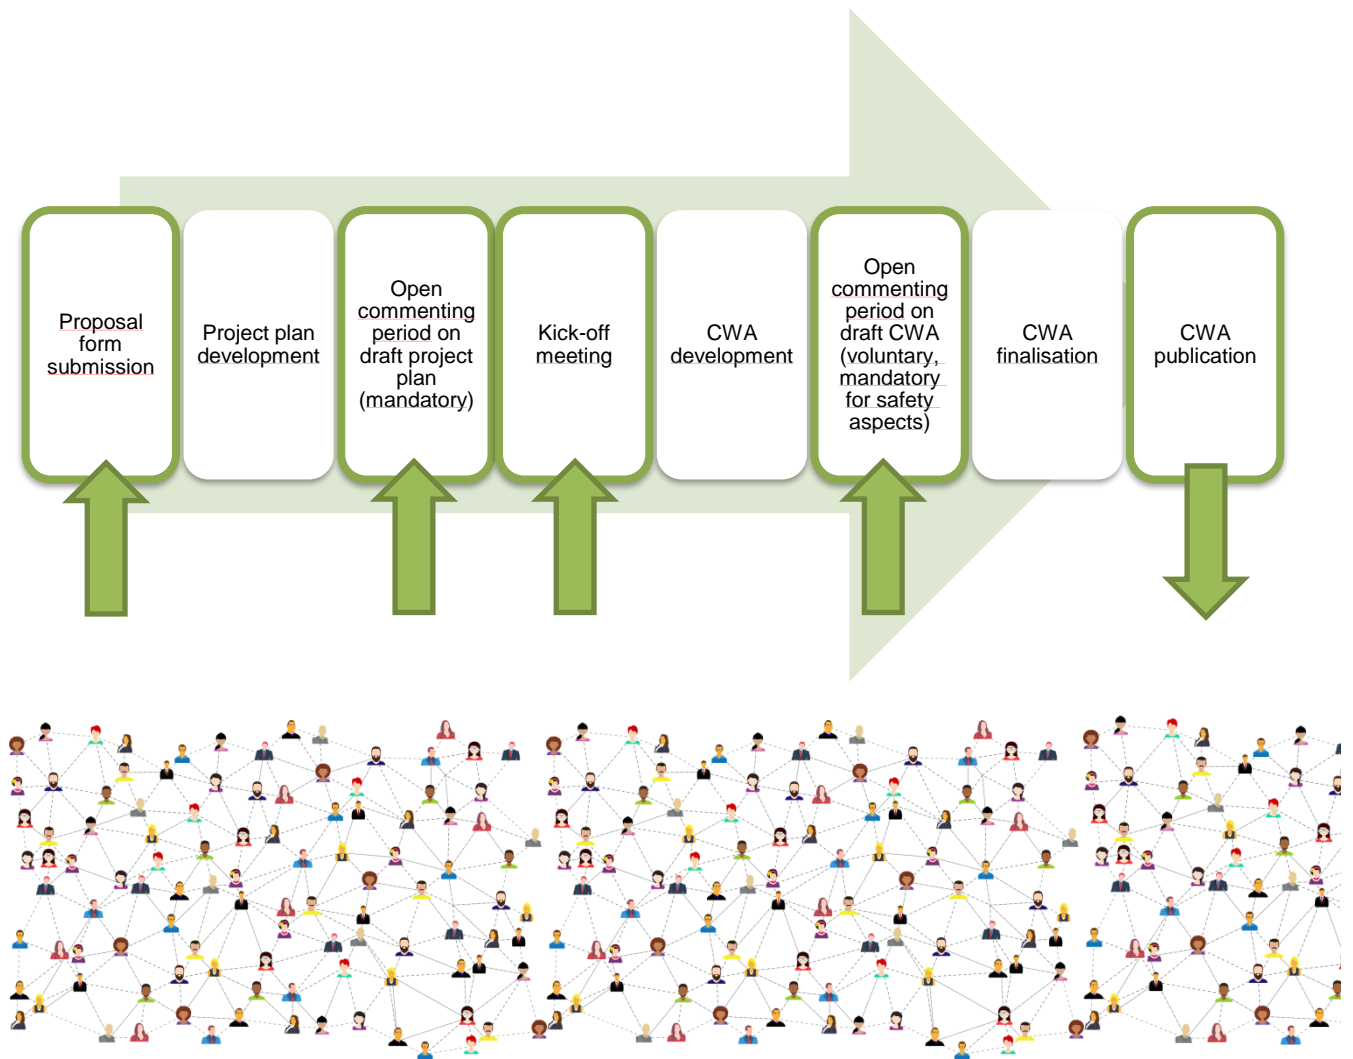 Proposal
form
submission
Project plan
development
Open
commenting
period on
draft project
plan
(mandatory)
Kick-off
meeting
CWA
development
Open
commenting
period on
draft CWA
(voluntary,
mandatory
for safety
aspects)
CWA
finalisation
CWA
publication